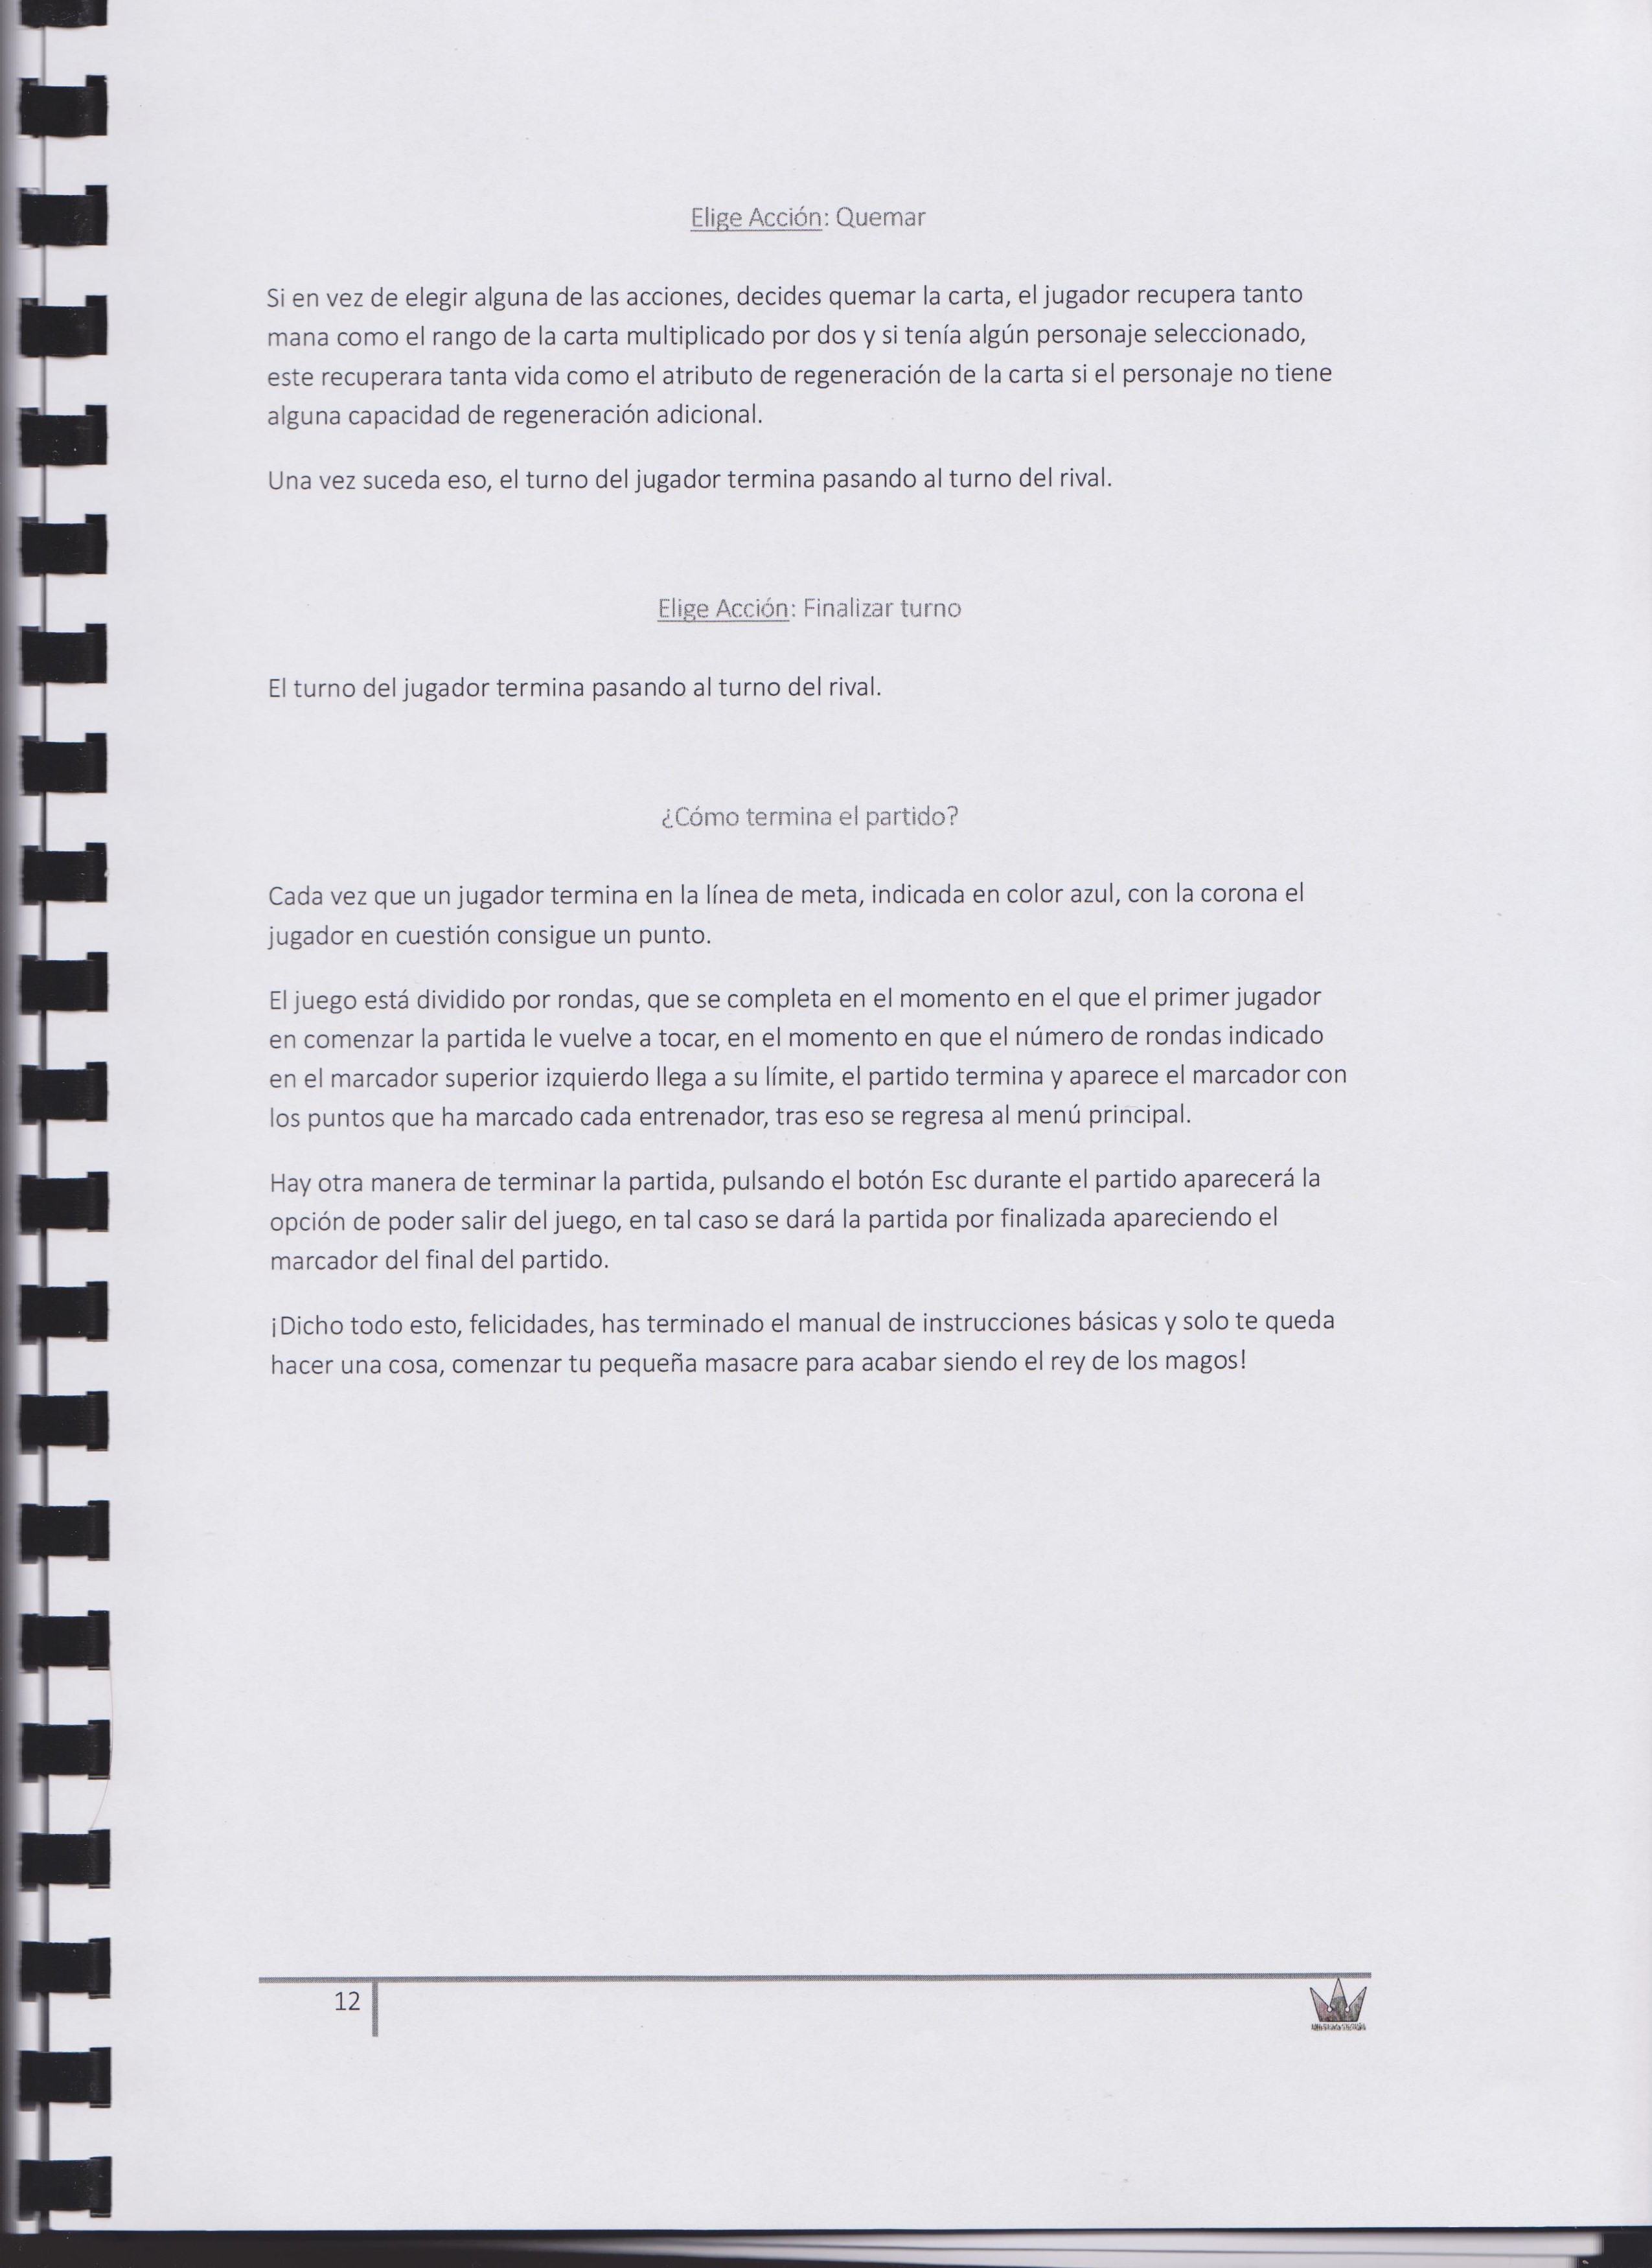 Elige Acción: Quemar
Si en vez de elegir alguna de las acciones, decides quemar la carta, el jugador recupera tanto
mana como el rango de la carta multiplicado por dos y si tenía algún personaje seleccionado,
este recuperara tanta vida como el atributo de regeneración de la carta si el personaje no tiene
alguna capacidad de regeneración adicional.
Una vez suceda eso, el turno del jugador termina pasando al turno del rival.
Elige Acción: Finalizar turno
El turno del jugador termina pasando al turno del rival.
¿Cómo termina el partido?
Cada vez que un jugador termina en la línea de meta, indicada en color azul, con la corona el
jugador en cuestión consigue un punto.
El juego está dividido por rondas, que se completa en el momento en el que el primer jugador
en comenzar la partida le vuelve a tocar, en el momento en que el número de rondas indicado
en el marcador superior izquierdo llega a su límite, el partido termina y aparece el marcador con
los puntos que ha marcado cada entrenador, tras eso se regresa al menú principal.
Hay otra manera de terminar la partida, pulsando el botón Esc durante el partido aparecerá la
opción de poder salir del juego, en tal caso se dará la partida por finalizada apareciendo el
marcador del final del partido.
¡Dicho todo esto, felicidades, has terminado el manual de instrucciones básicas y solo te queda
hacer una cosa, comenzar tu pequeña masacre para acabar siendo el rey de los magos!
12